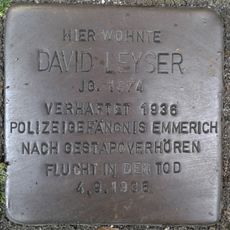 HIER WOHNTE
DAVID LEYSER
JG. 1874
VERHAFTET 1936
POLIZEIGEFÄNGNIS EMMERICH
NACH GESTAPOVERHÖREN
FLUCHT IN DEN TOD
4.9.1936